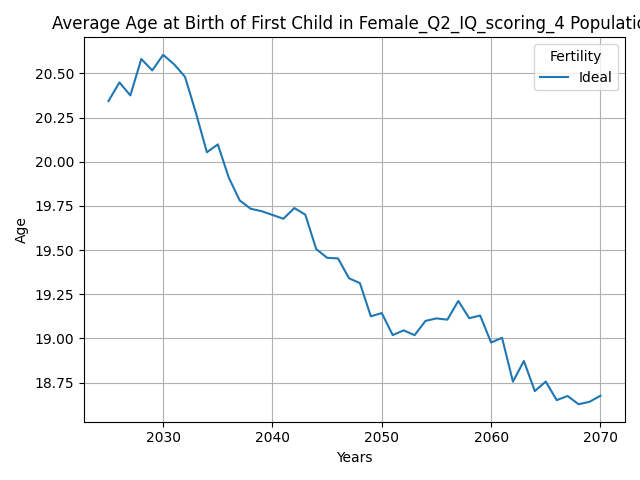 Average Age at Birth of First Child in Female_Q2_IQ_scoring_4 Populatio
Fertility
Ideal
20.50
20.25
20.00
19.75
19.50
19.25
19.00
18.75
Age
2030 2040 2050 2060 2070
Years